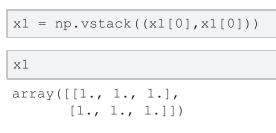 x1 = np.vstack((x1[0],x1[0]))
x1
array([[1., 1., 1.],
       [1., 1., 1.]])